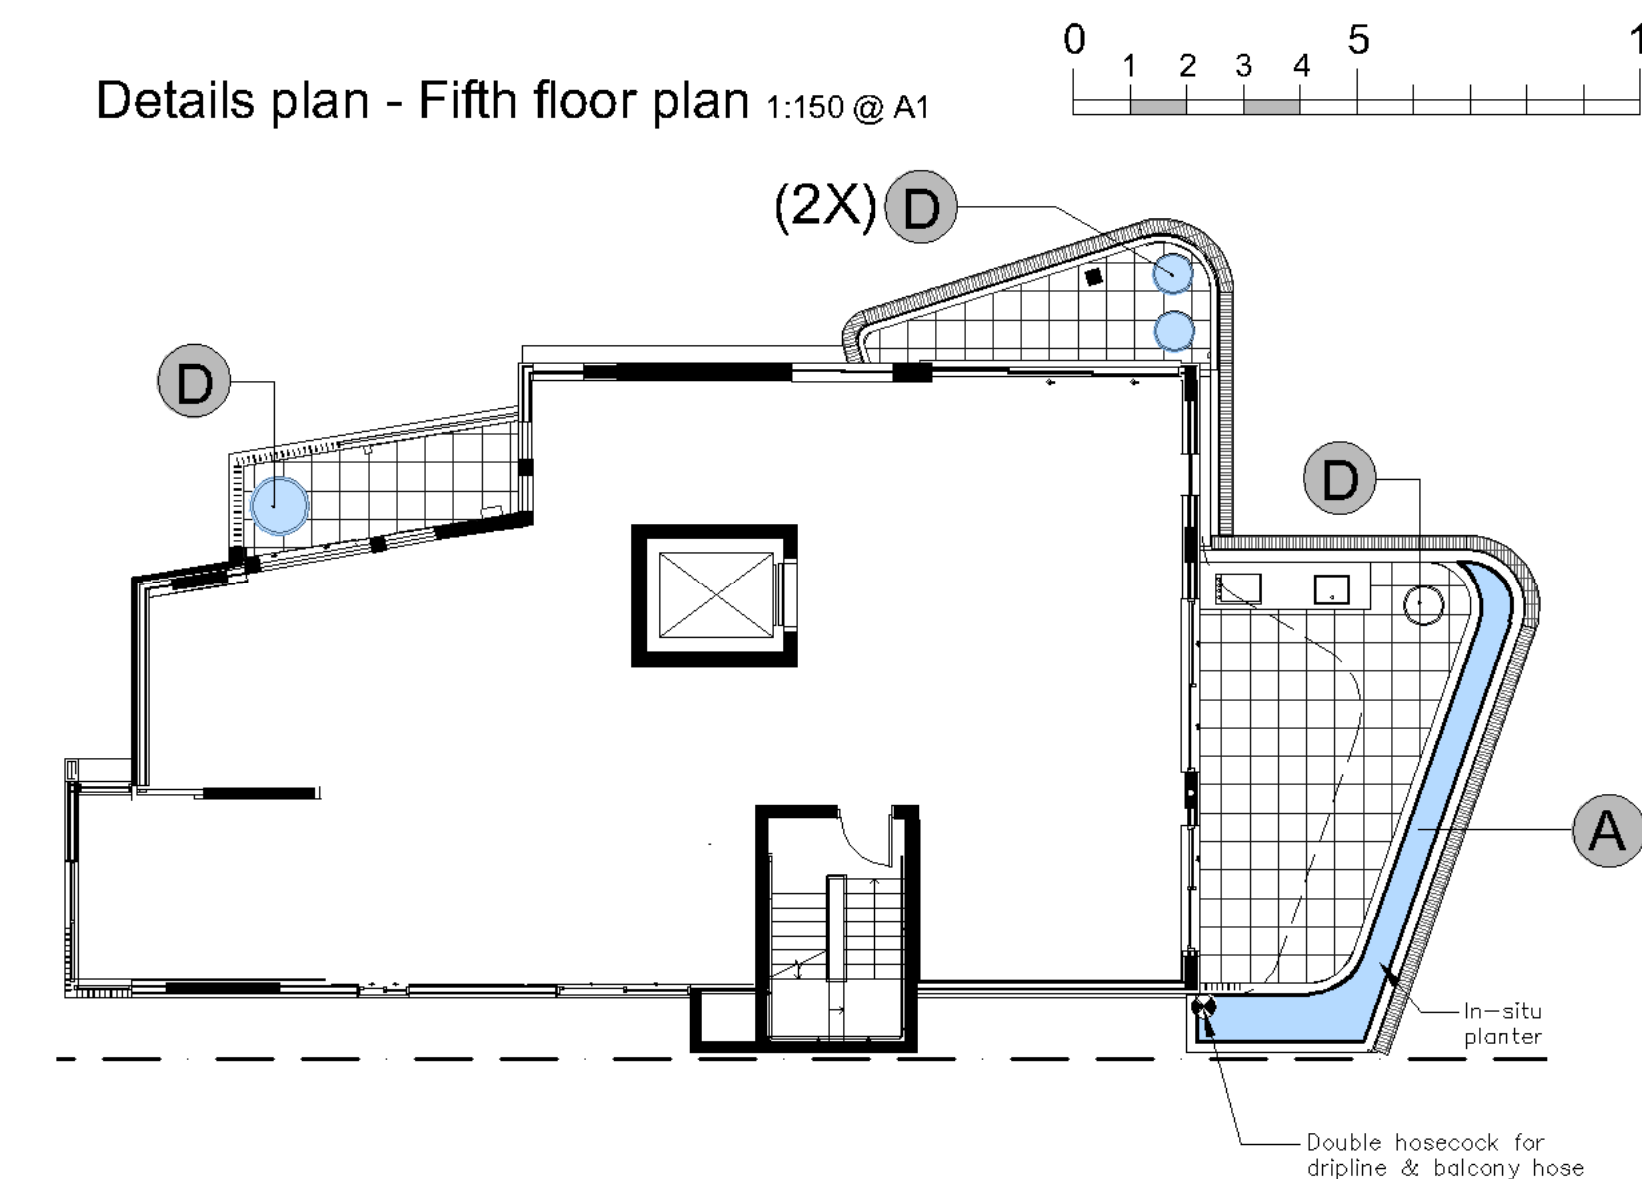 0 5 1
1 2 3 4
Details plan - Fifth floor plan 1:150 @ A1
(2X) D
D
D
A
In-situ
planter
Double hosecock for
dripline & balcony hose